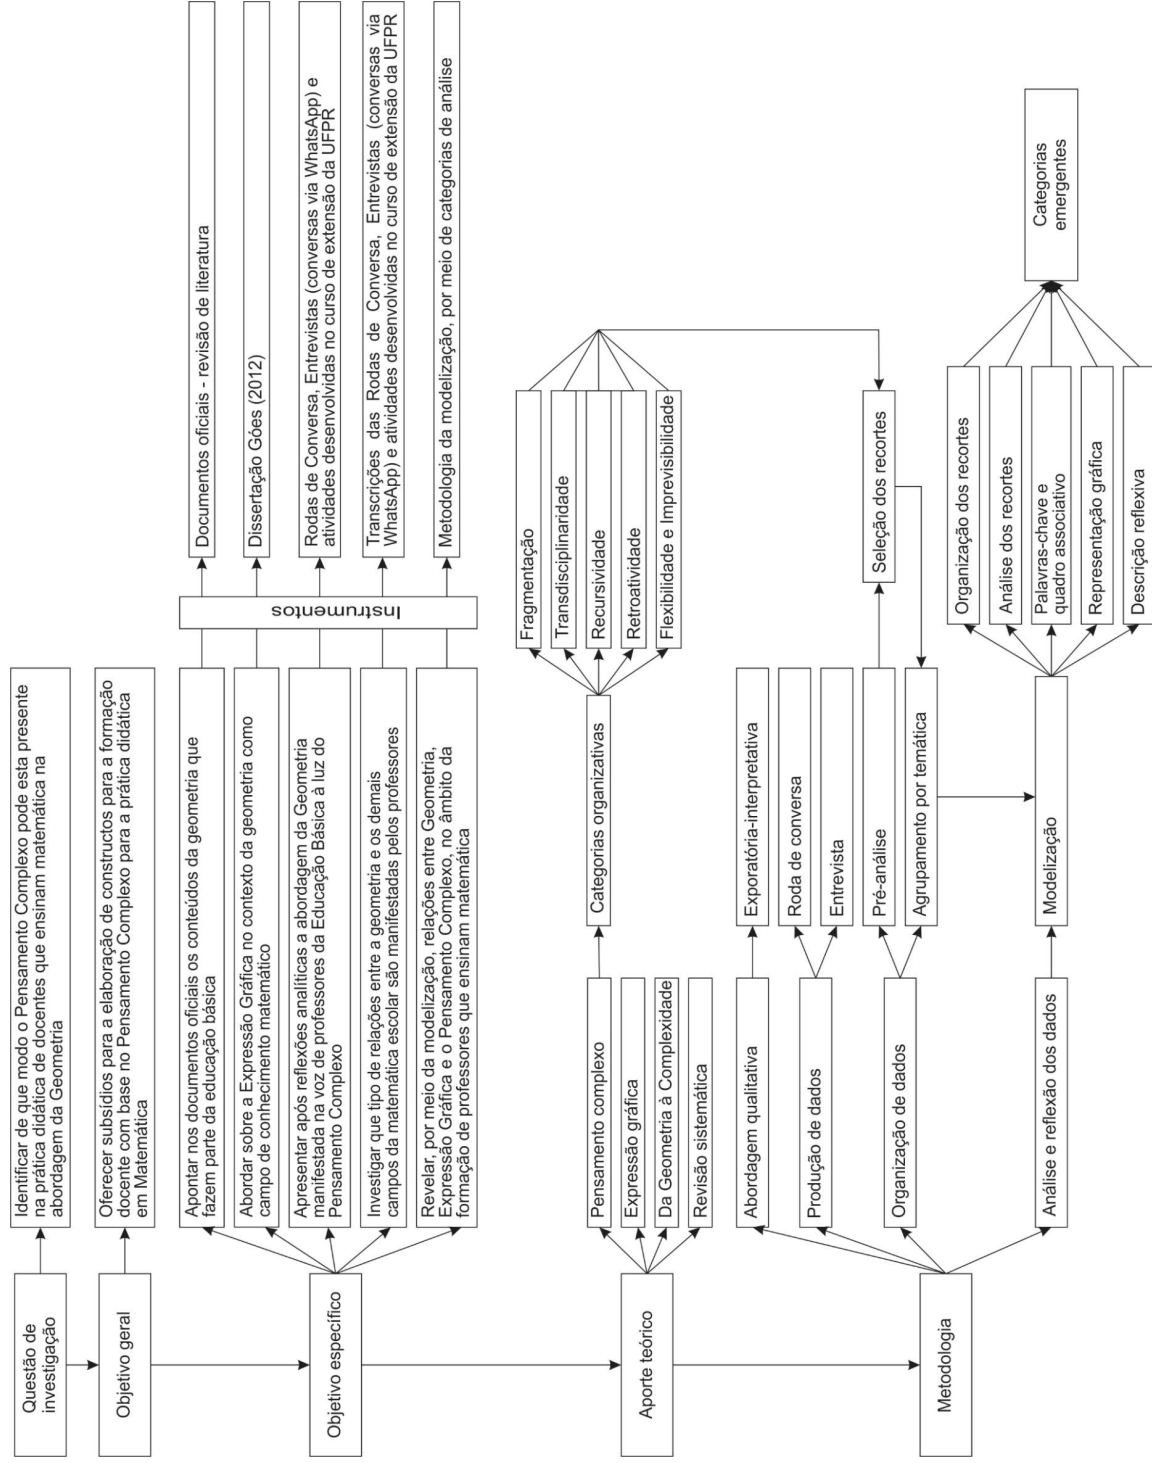 Questão de
investigação
Identificar de que modo o Pensamento Complexo pode esta presente
na prática didática de docentes que ensinam matemática na
abordagem da Geometria
Objetivo geral
Oferecer subsídios para a elaboração de constructos para a formação
docente com base no Pensamento Complexo para a prática didática
em Matemática
Objetivo específico
Apontar nos documentos oficiais os conteúdos da geometria que
fazem parte da educação básica
Abordar sobre a Expressão Gráfica no contexto da geometria como
campo de conhecimento matemático
Apresentar após reflexões analíticas a abordagem da Geometria
manifestada na voz de professores da Educação Básica à luz do
Pensamento Complexo
Investigar que tipo de relações entre a geometria e os demais
campos da matemática escolar são manifestadas pelos professores
Revelar, por meio da modelização, relações entre Geometria,
Expressão Gráfica e o Pensamento Complexo, no âmbito da
formação de professores que ensinam matemática
Instrumentos
Documentos oficiais - revisão de literatura
Dissertação Góes (2012)
Rodas de Conversa, Entrevistas (conversas via WhatsApp) e
atividades desenvolvidas no curso de extensão da UFPR
Transcrições das Rodas de Conversa, Entrevistas (conversas via
WhatsApp) e atividades desenvolvidas no curso de extensão da UFPR
Metodologia da modelização, por meio de categorias de análise
Aporte teórico
Pensamento complexo
Expressão gráfica
Da Geometria à Complexidade
Revisão sistemática
Categorias organizativas
Fragmentação
Transdisciplinaridade
Recursividade
Retroatividade
Flexibilidade e Imprevisibilidade
Metodologia
Abordagem qualitativa
Exporatória-interpretativa
Produção de dados
Roda de conversa
Entrevista
Organização de dados
Pré-análise
Seleção dos recortes
Agrupamento por temática
Análise e reflexão dos dados
Modelização
Organização dos recortes
Análise dos recortes
Palavras-chave e
quadro associativo
Representação gráfica
Descrição reflexiva
Categorias
emergentes